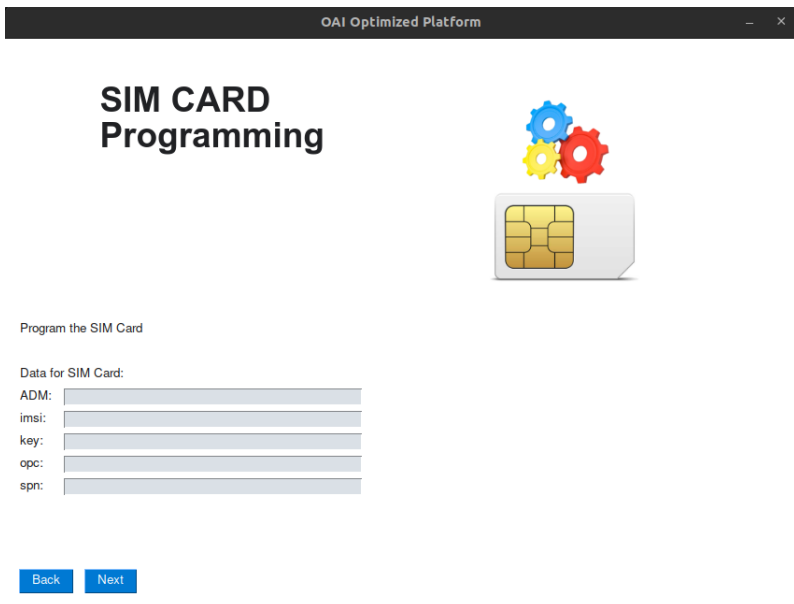 OAI Optimized Platform
SIM CARD
Programming
Program the SIM Card
Data for SIM Card:
ADM:
imsi:
key:
opc:
spn:
Back Next